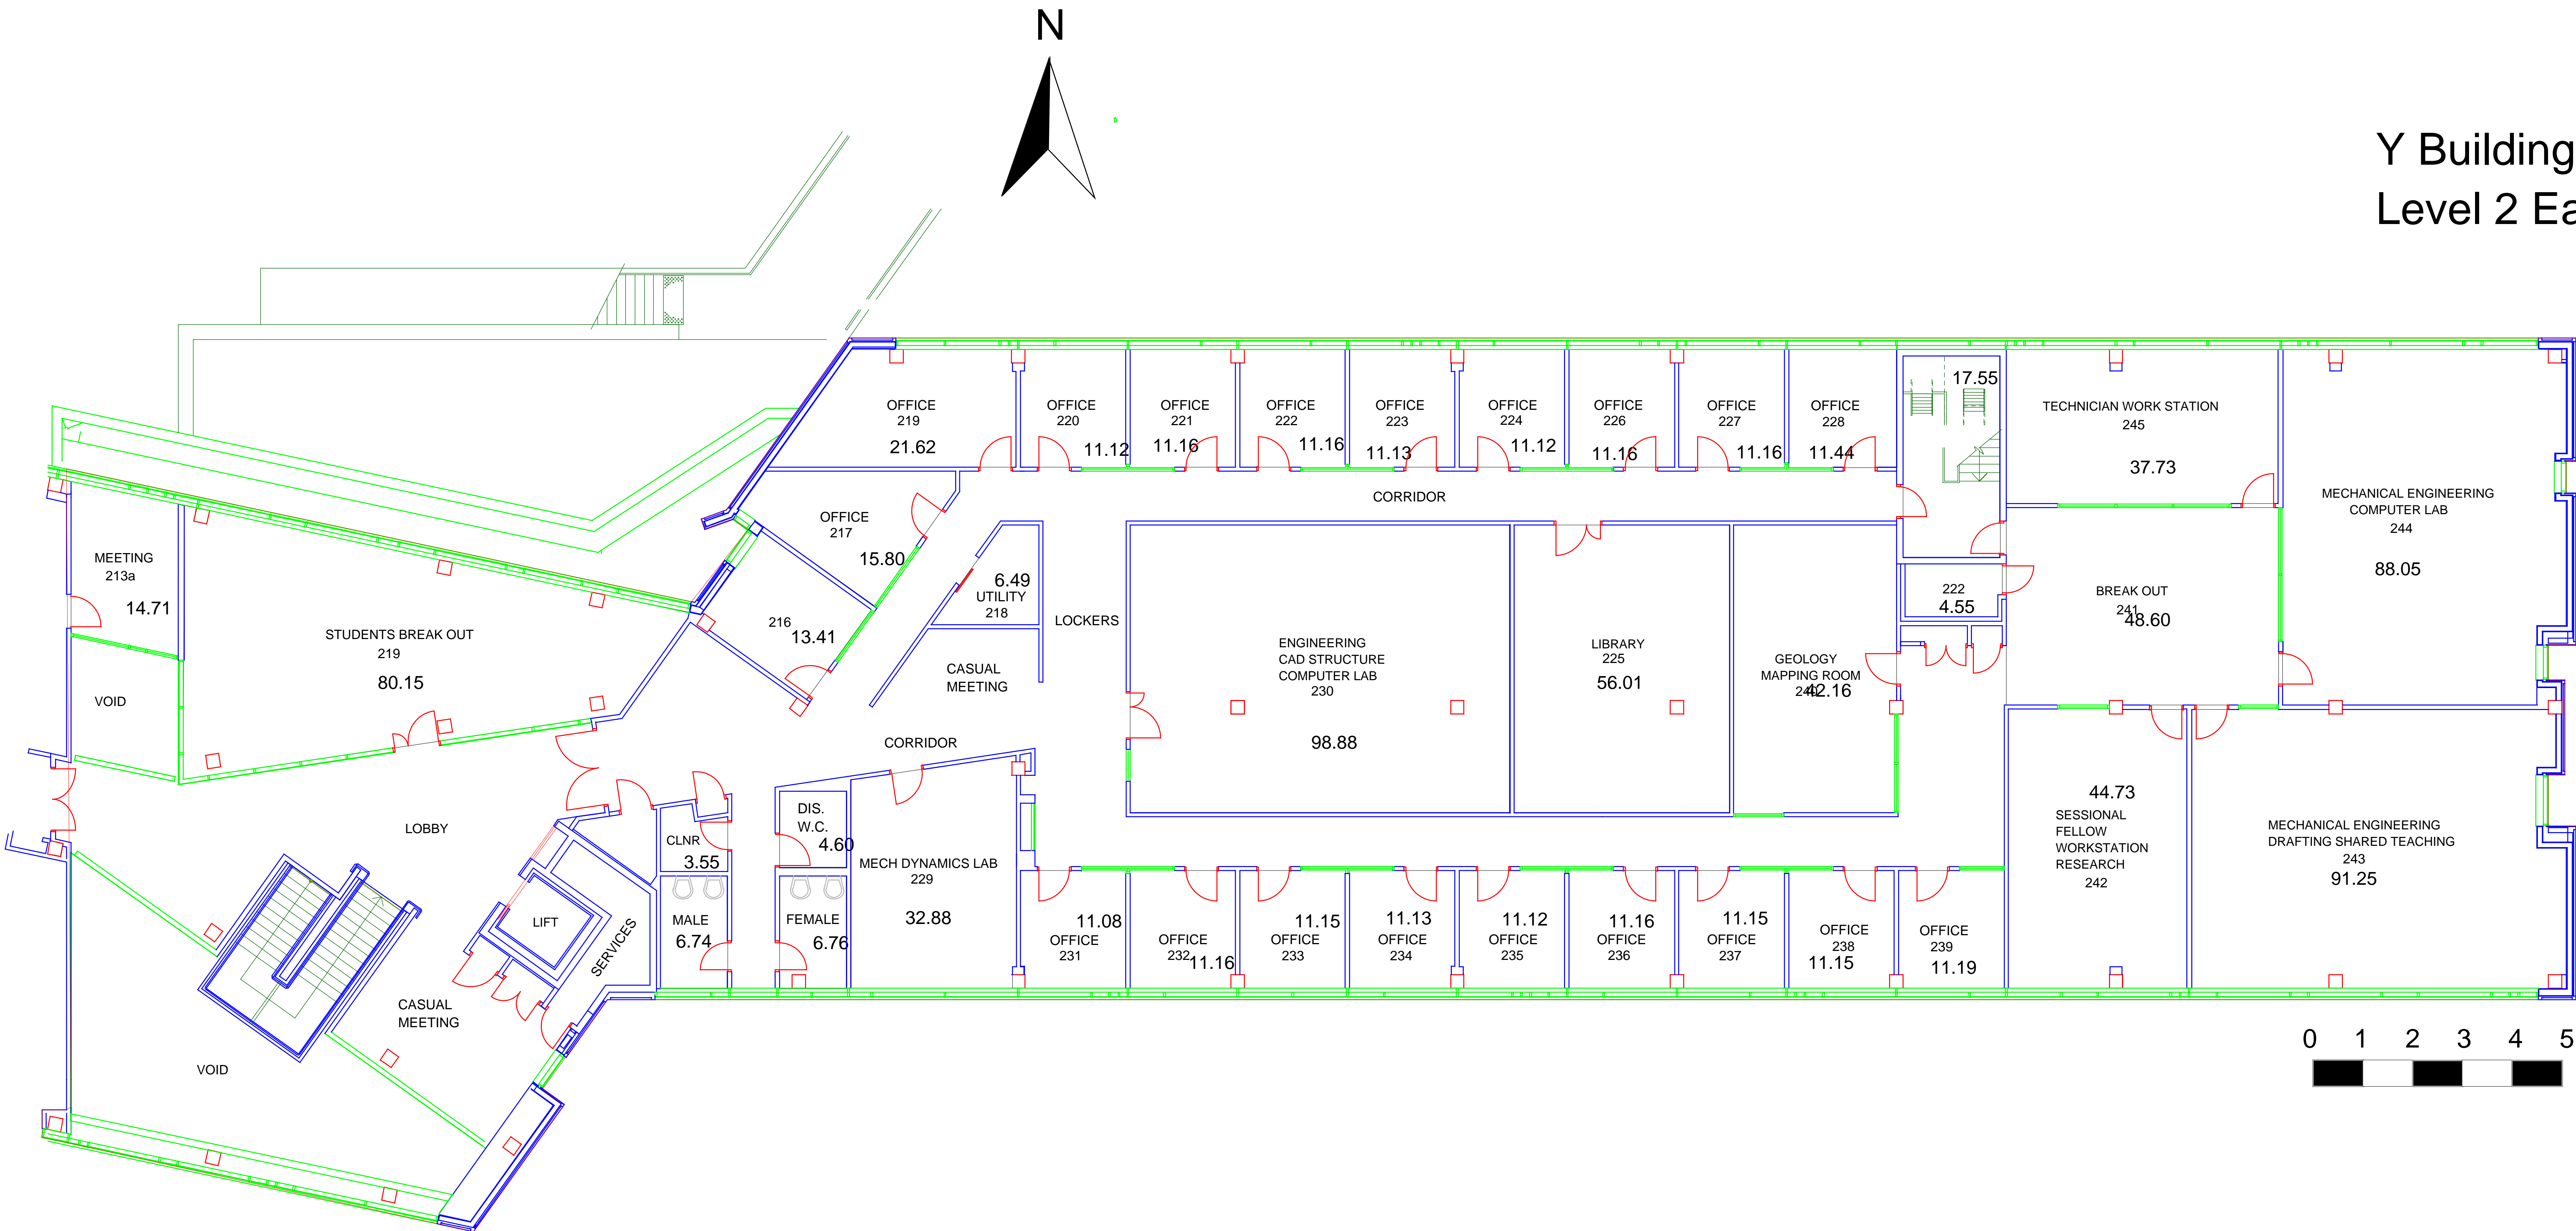 N
Y Building
Level 2 Ea
OFFICE
219
21.62
OFFICE
220
11.12
OFFICE
221
11.16
OFFICE
222
11.16
OFFICE
223
11.13
OFFICE
224
11.12
OFFICE
226
11.16
OFFICE
227
11.16
OFFICE
228
11.44
17.55
TECHNICIAN WORK STATION
245
37.73
MECHANICAL ENGINEERING
COMPUTER LAB
244
88.05
CORRIDOR
OFFICE
217
15.80
MEETING
213a
14.71
6.49
UTILITY
218
LOCKERS
216
13.41
STUDENTS BREAK OUT
219
80.15
VOID
CASUAL
MEETING
ENGINEERING
CAD STRUCTURE
COMPUTER LAB
230
98.88
LIBRARY
225
56.01
GEOLOGY
MAPPING ROOM
240
42.16
222
4.55
BREAK OUT
241
48.60
CORRIDOR
LOBBY
CLNR
3.55
DIS.
W.C.
4.60
MECH DYNAMICS LAB
229
32.88
44.73
SESSIONAL
FELLOW
WORKSTATION
RESEARCH
242
MECHANICAL ENGINEERING
DRAFTING SHARED TEACHING
243
91.25
LIFT
SERVICES
MALE
6.74
FEMALE
6.76
11.08
OFFICE
231
OFFICE
232
11.16
11.15
OFFICE
233
11.13
OFFICE
234
11.12
OFFICE
235
11.16
OFFICE
236
11.15
OFFICE
237
OFFICE
238
11.15
OFFICE
239
11.19
CASUAL
MEETING
VOID
0 1 2 3 4 5